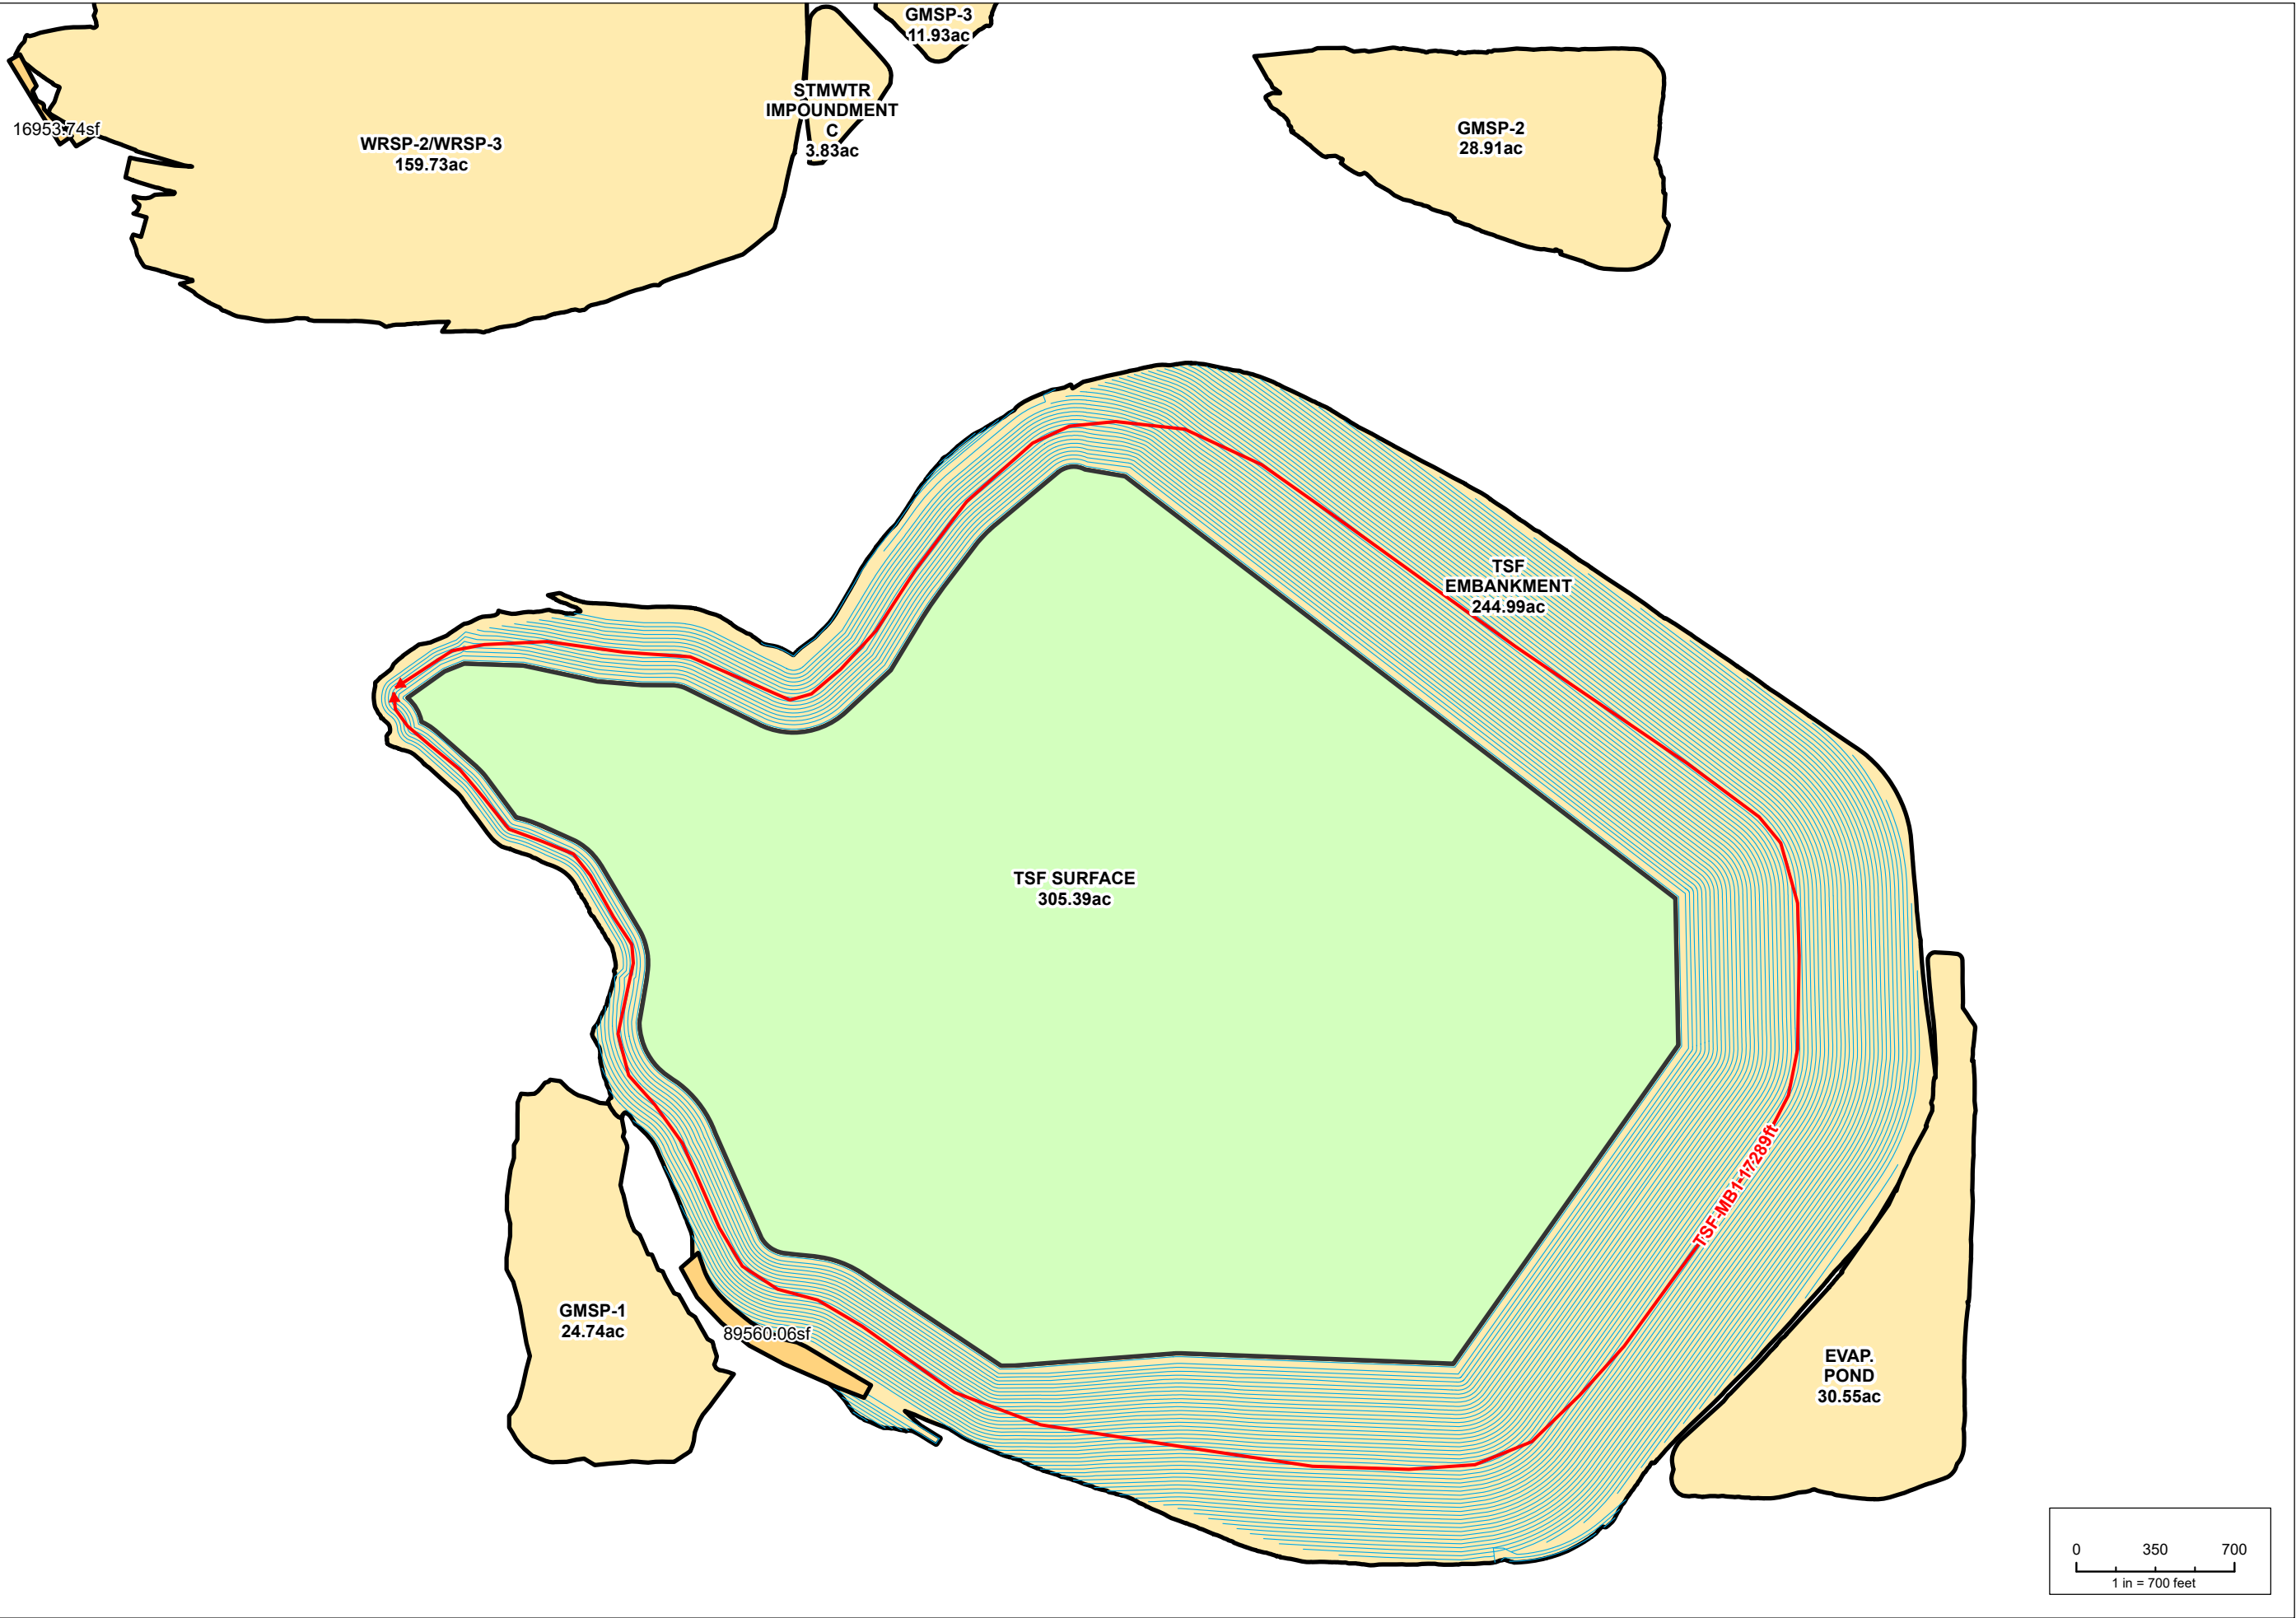 GMSP-3
11.93ac
STMWTR
IMPOUNDMENT
C
3.83ac
16953.74sf
WRSP-2/WRSP-3
159.73ac
GMSP-2
28.91ac
TSF
EMBANKMENT
244.99ac
TSF SURFACE
305.39ac
TSF-MB1-17289ft
GMSP-1
24.74ac
89560.06sf
EVAP.
POND
30.55ac
0 350 700
1 in = 700 feet